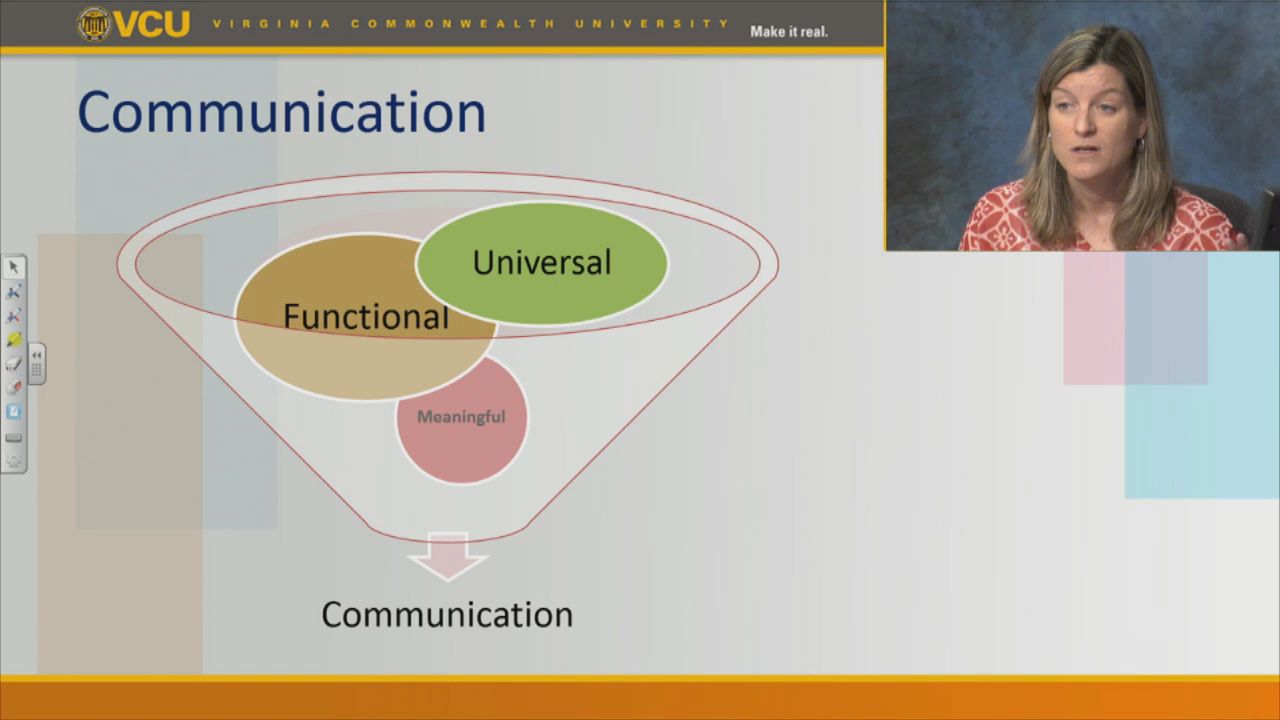 VCU VIRGINIA COMMONWEALTH UNIVERSITY Make it real.
Communication
Universal
Functional
Meaningful
Communication